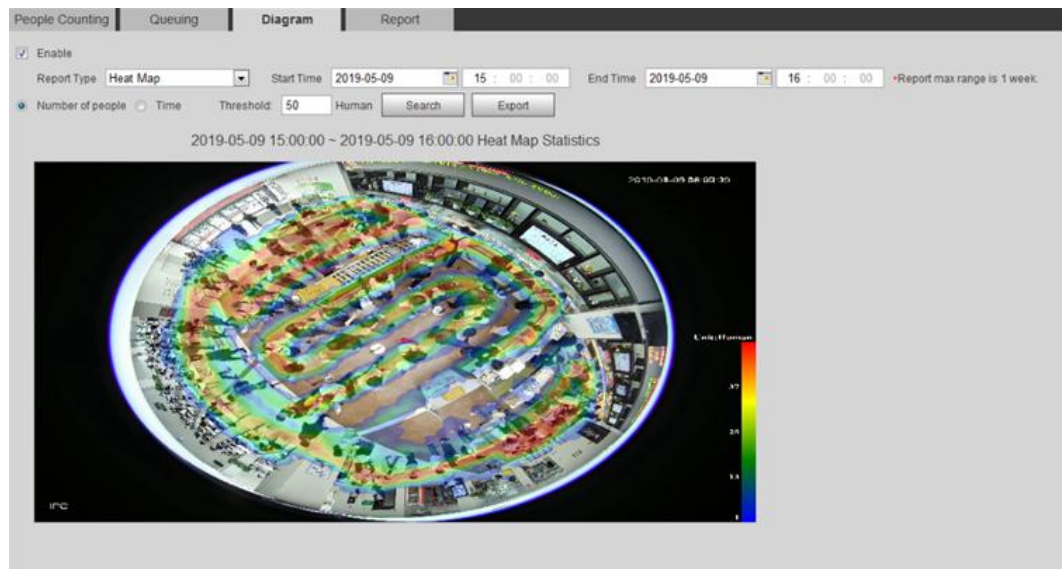 People Counting Queuing Diagram Report
Enable
Report Type Heat Map Start Time 2019-05-09 15 : 00 : 00 End Time 2019-05-09 16 : 00 : 00 *Report max range is 1 week.
Number of people Time Threshold: 50 Human Search Export
2019-05-09 15:00:00 ~ 2019-05-09 16:00:00 Heat Map Statistics
Unit:Human
IPC